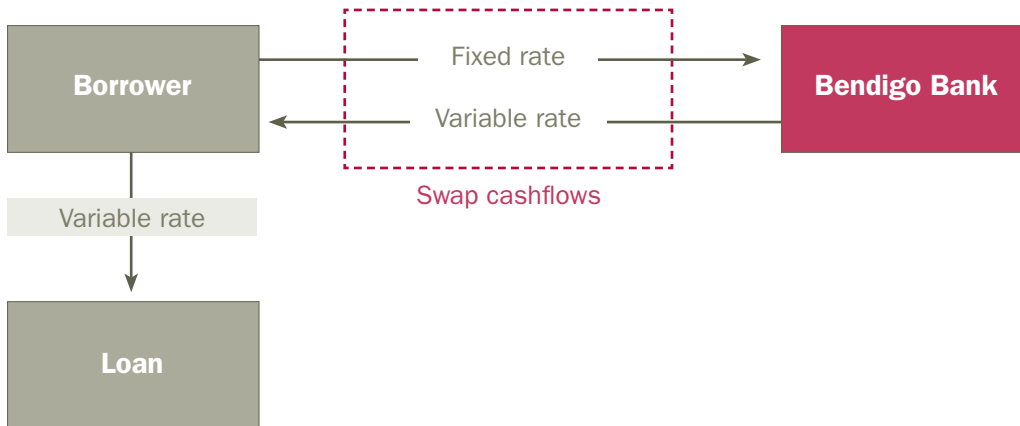 Fixed rate
Borrower
Bendigo Bank
Variable rate
Swap cashflows
Variable rate
Loan